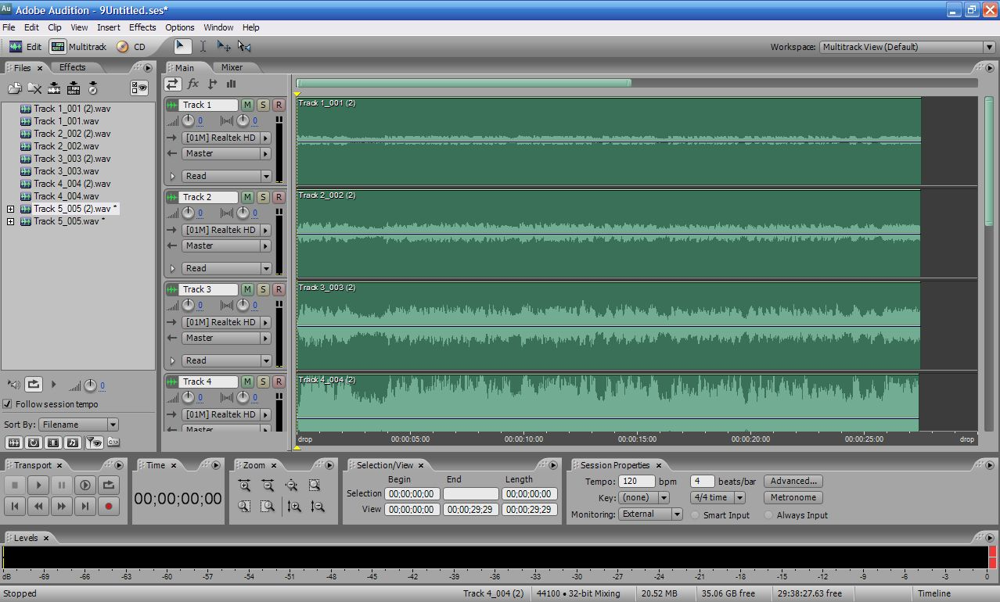 Au Adobe Audition - 9Untitled.ses*
File Edit Clip View Insert Effects Options Window Help
Edit Multitrack CD Workspace: Multitrack View (Default)
Files Effects
Main Mixer
Track 1_001 (2).wav
Track 1_001.wav
Track 2_002 (2).wav
Track 2_002.wav
Track 3_003 (2).wav
Track 3_003.wav
Track 4_004 (2).wav
Track 4_004.wav
Track 5_005 (2).wav *
Track 5_005.wav *
0
Follow session tempo
Sort By: Filename
fx
Track 1 M S R
0 0
[01M] Realtek HD
Master
Read
Track 2 M S R
0 0
[01M] Realtek HD
Master
Read
Track 3 M S R
0 0
[01M] Realtek HD
Master
Read
Track 4 M S R
0 0
[01M] Realtek HD
Master
Track 1_001 (2)
Track 2_002 (2)
Track 3_003 (2)
Track 4_004 (2)
drop 00:00:05:00 00:00:10:00 00:00:15:00 00:00:20:00 00:00:25:00 drop
Transport
Time
00;00;00;00
Zoom
Selection/View
Begin End Length
Selection 00;00;00;00 00;00;00;00
View 00;00;00;00 00;00;29;29 00;00;29;29
Session Properties
Tempo: 120 bpm 4 beats/bar Advanced...
Key: (none) 4/4 time Metronome
Monitoring: External Smart Input Always Input
Levels
dB -69 -66 -63 -60 -57 -54 -51 -48 -45 -42 -39 -36 -33 -30 -27 -24 -21 -18 -15 -12 -9 -6 -3 0
Stopped Track 4_004 (2) 44100 • 32-bit Mixing 20.52 MB 35.06 GB free 29:38:27.63 free Timeline